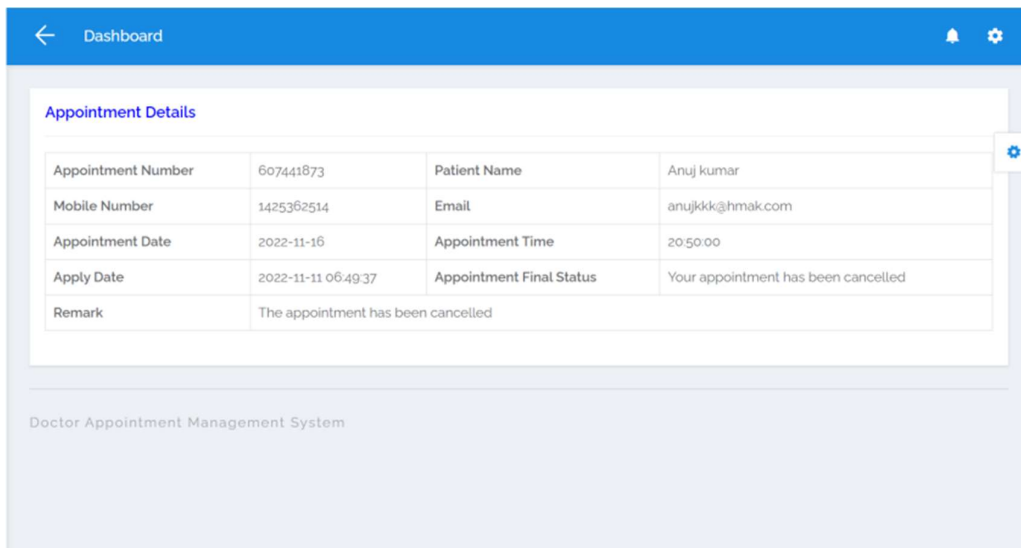 Dashboard
Appointment Details
Appointment Number 607441873 Patient Name Anuj kumar
Mobile Number 1425362514 Email anujkkk@hmak.com
Appointment Date 2022-11-16 Appointment Time 20:50:00
Apply Date 2022-11-11 06:49:37 Appointment Final Status Your appointment has been cancelled
Remark The appointment has been cancelled
Doctor Appointment Management System